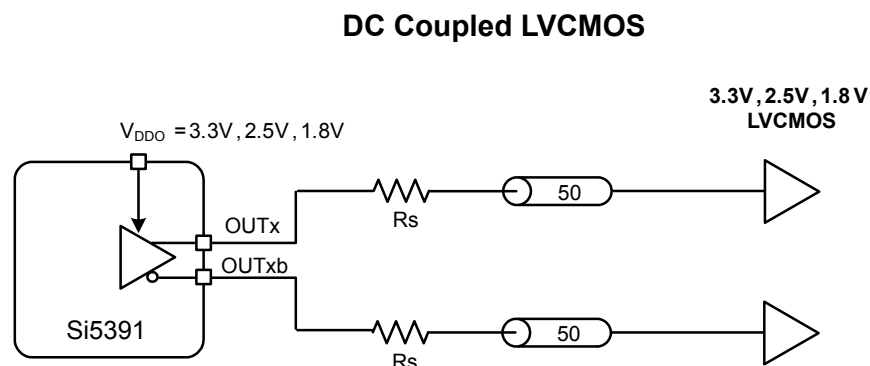 DC Coupled LVCMOS
3.3V, 2.5V, 1.8 V
LVCMOS
VDDO = 3.3V, 2.5V, 1.8V
OUTx
Rs
50
OUTxb
Si5391
Rs
50